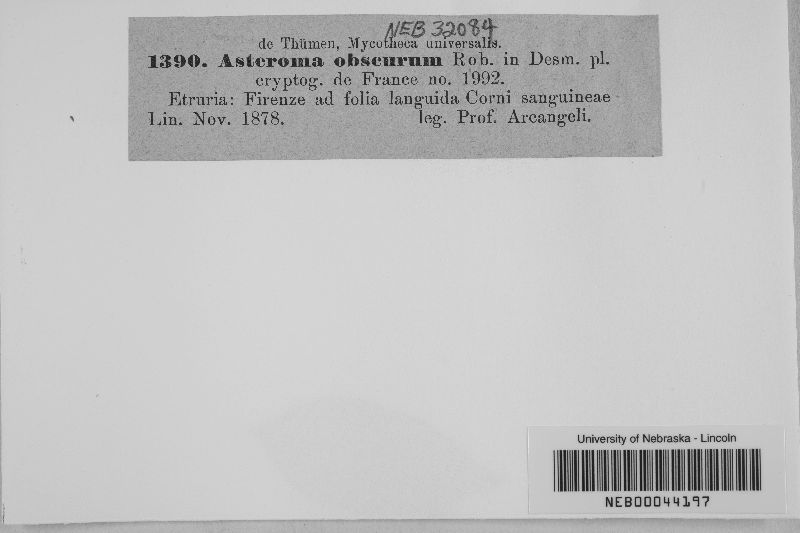 NEB 32084
de Thümen, Mycotheca universalis.
1390. Asteroma obscurum Rob. in Desm. pl.
cryptog. de France no. 1992.
Etruria: Firenze ad folia languida Corni sanguineae
Lin. Nov. 1878. leg. Prof. Arcangeli.
University of Nebraska - Lincoln
NEB00044197